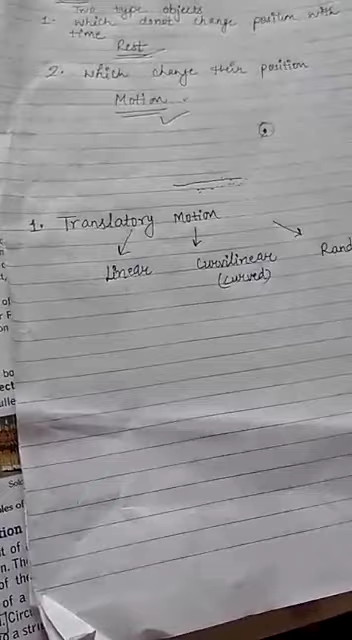 Two type objects
1. which donot change position with
time
Rest
2. which change their position
Motion
1. Translatory Motion
Linear Curvilinear Rand
(curved)